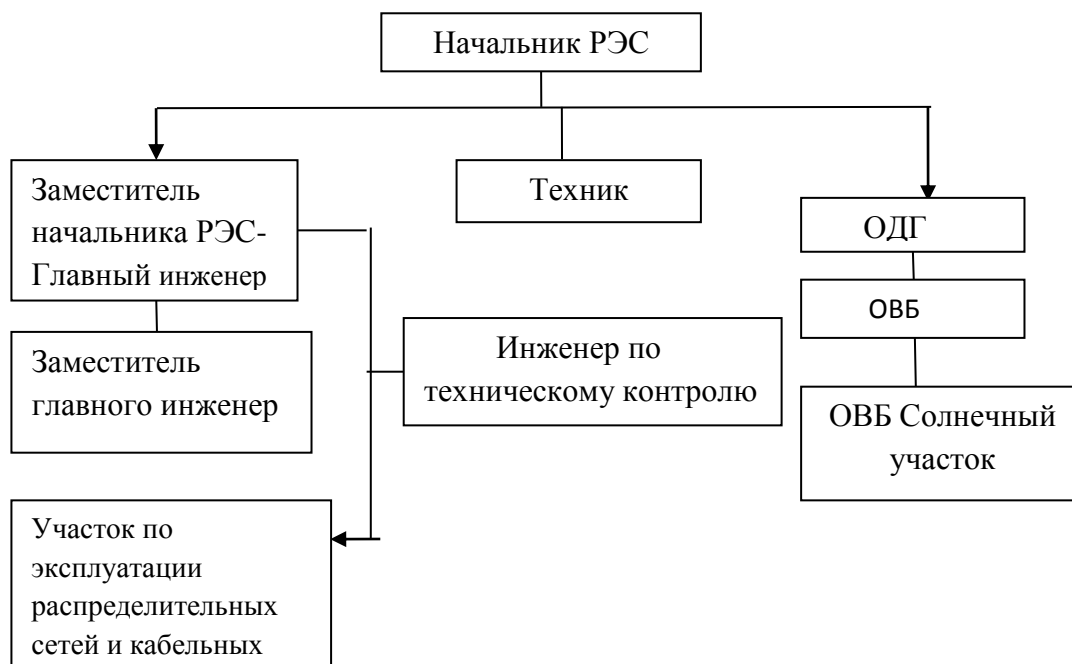 Начальник РЭС
Заместитель
начальника РЭС-
Главный инженер
Техник
ОДГ
ОВБ
ОВБ Солнечный
участок
Заместитель
главного инженер
Инженер по
техническому контролю
Участок по
эксплуатации
распределительных
сетей и кабельных